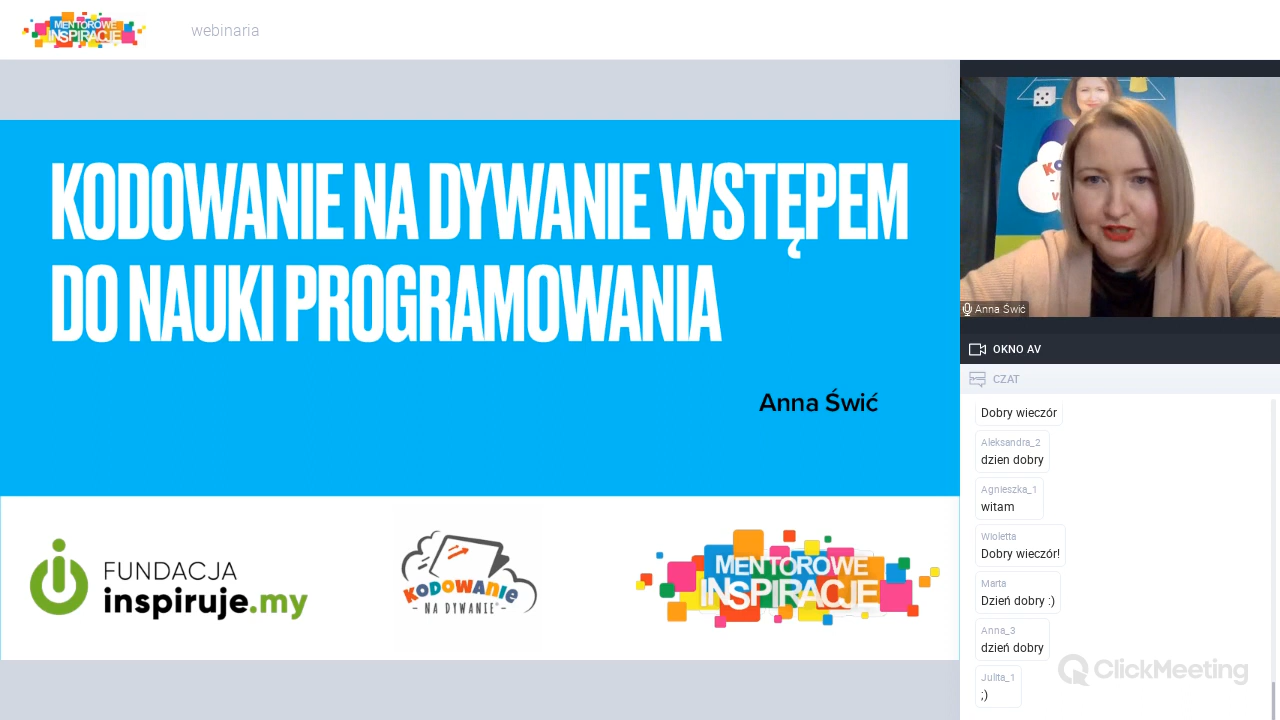 MENTOROWE
INSPIRACJE
webinaria
KODOWANIE NA DYWANIE WSTĘPEM
DO NAUKI PROGRAMOWANIA
Anna Świć
FUNDACJA
inspiruje.my
KODOWANIE
- NA DYWANIE -
MENTOROWE
INSPIRACJE
Anna Świć
OKNO AV
CZAT
Dobry wieczór
Aleksandra_2
dzien dobry
Agnieszka_1
witam
Wioletta
Dobry wieczór!
Marta
Dzień dobry :)
Anna_3
dzień dobry
Julita_1
;)
ClickMeeting